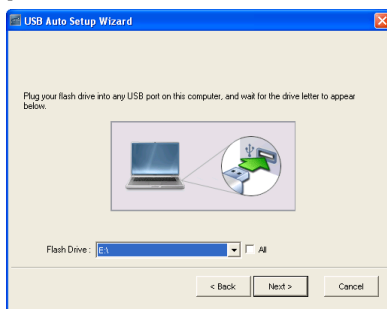 USB Auto Setup Wizard
Plug your flash drive into any USB port on this computer, and wait for the drive letter to appear
below.
Flash Drive : E:\ All
< Back Next > Cancel